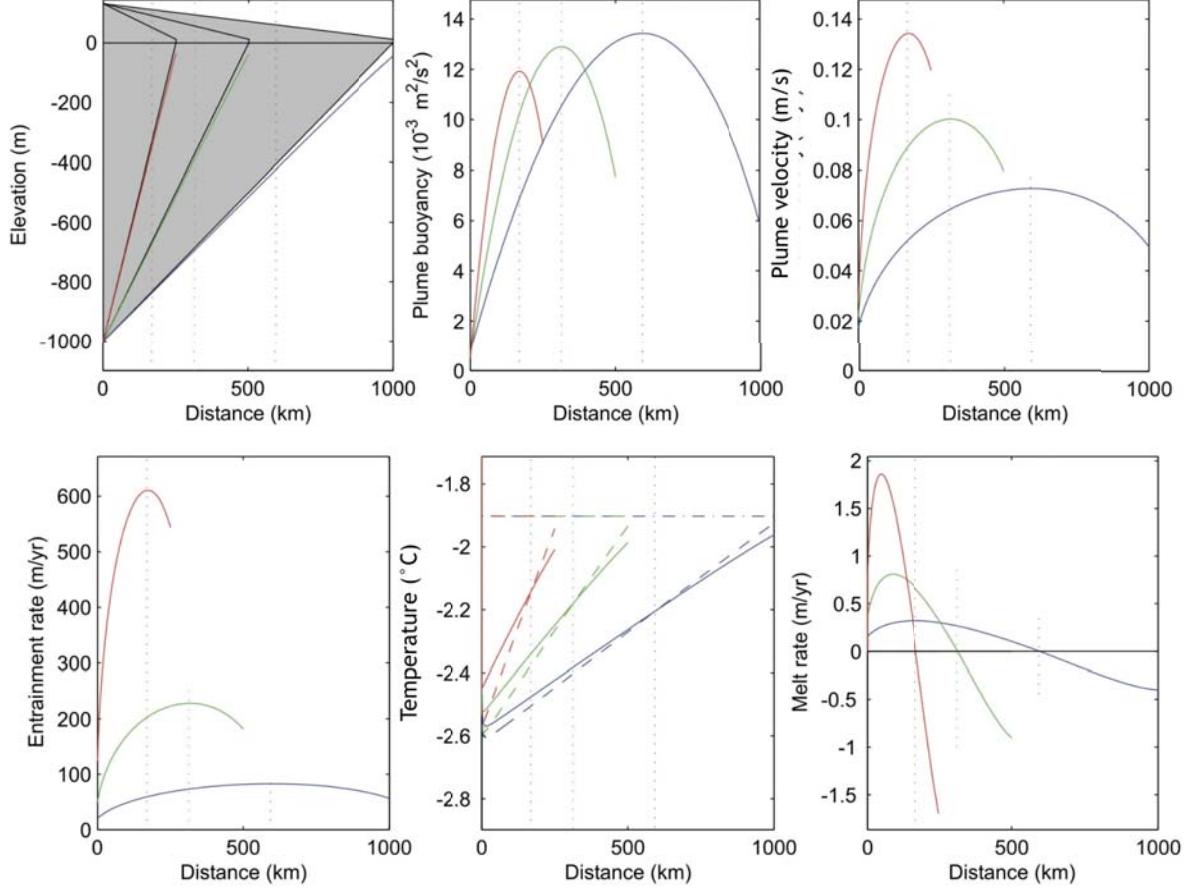 Elevation (m)
0
-200
-400
-600
-800
-1000
0 500 1000
Distance (km)
Plume buoyancy (10⁻³ m²/s²)
14
12
10
8
6
4
2
0
0 500 1000
Distance (km)
Plume velocity (m/s)
0.14
0.12
0.10
0.08
0.06
0.04
0.02
0
0 500 1000
Distance (km)
Entrainment rate (m/yr)
600
500
400
300
200
100
0
0 500 1000
Distance (km)
Temperature (°C)
-1.8
-2
-2.2
-2.4
-2.6
-2.8
0 500 1000
Distance (km)
Melt rate (m/yr)
2
1.5
1
0.5
0
-0.5
-1
-1.5
0 500 1000
Distance (km)